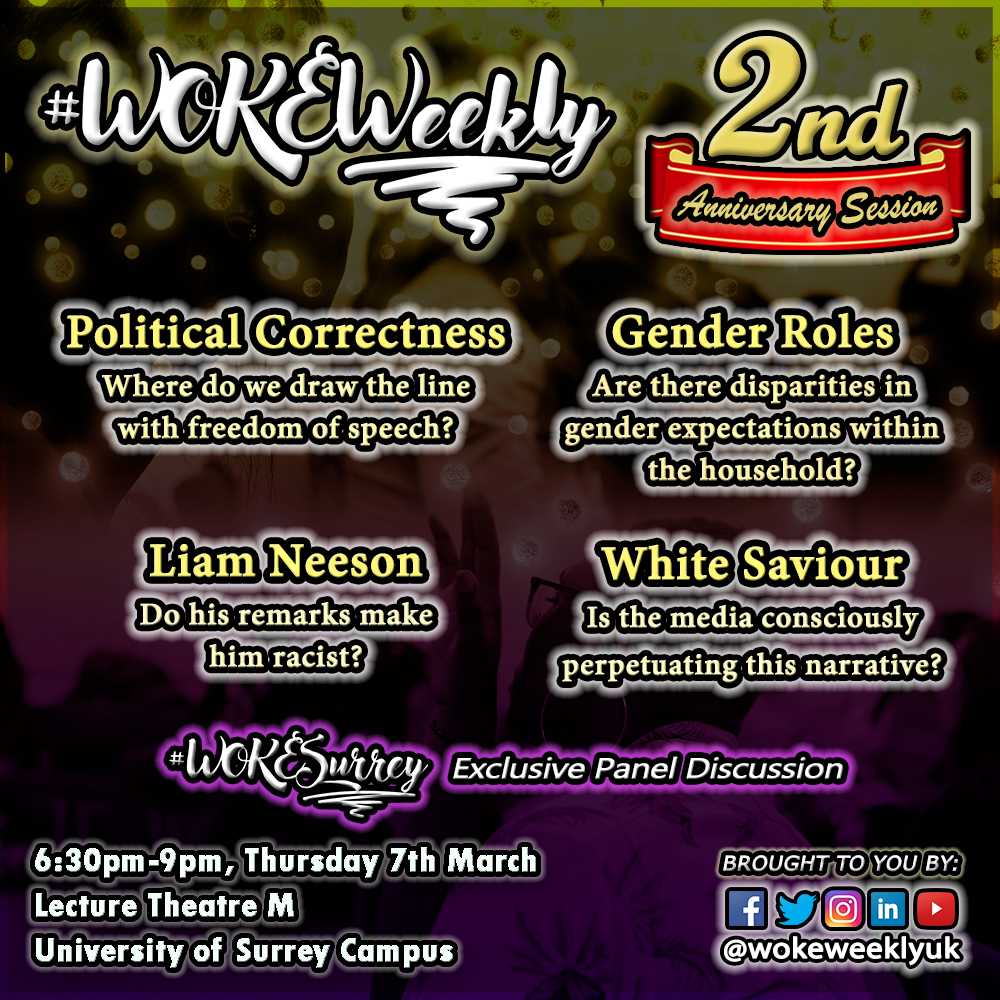 #WOKEWeekly
2nd
Anniversary Session
Political Correctness
Where do we draw the line
with freedom of speech?
Gender Roles
Are there disparities in
gender expectations within
the household?
Liam Neeson
Do his remarks make
him racist?
White Saviour
Is the media consciously
perpetuating this narrative?
#WOKESurrey Exclusive Panel Discussion
6:30pm-9pm, Thursday 7th March
Lecture Theatre M
University of Surrey Campus
BROUGHT TO YOU BY:
@wokeweeklyuk